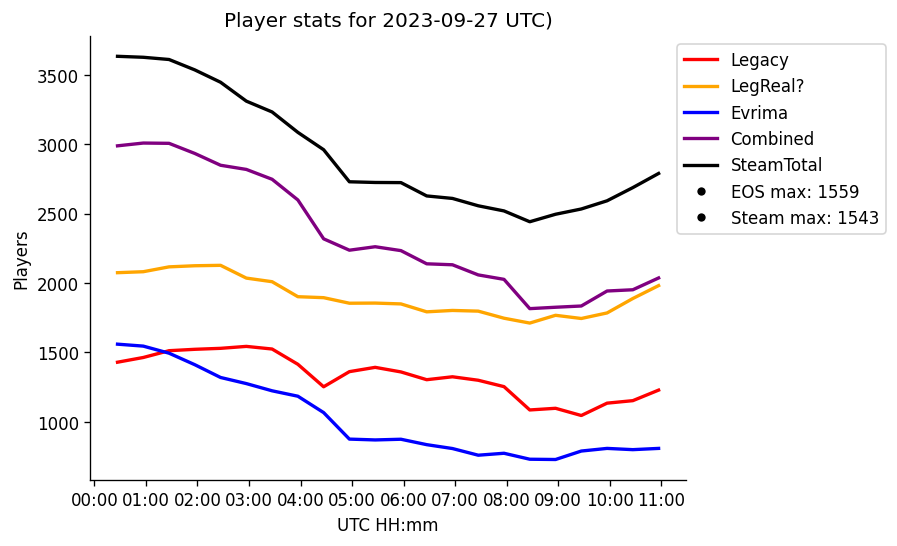 Player stats for 2023-09-27 UTC)
Legacy
LegReal?
Evrima
Combined
SteamTotal
EOS max: 1559
Steam max: 1543
Players
3500
3000
2500
2000
1500
1000
00:00 01:00 02:00 03:00 04:00 05:00 06:00 07:00 08:00 09:00 10:00 11:00
UTC HH:mm